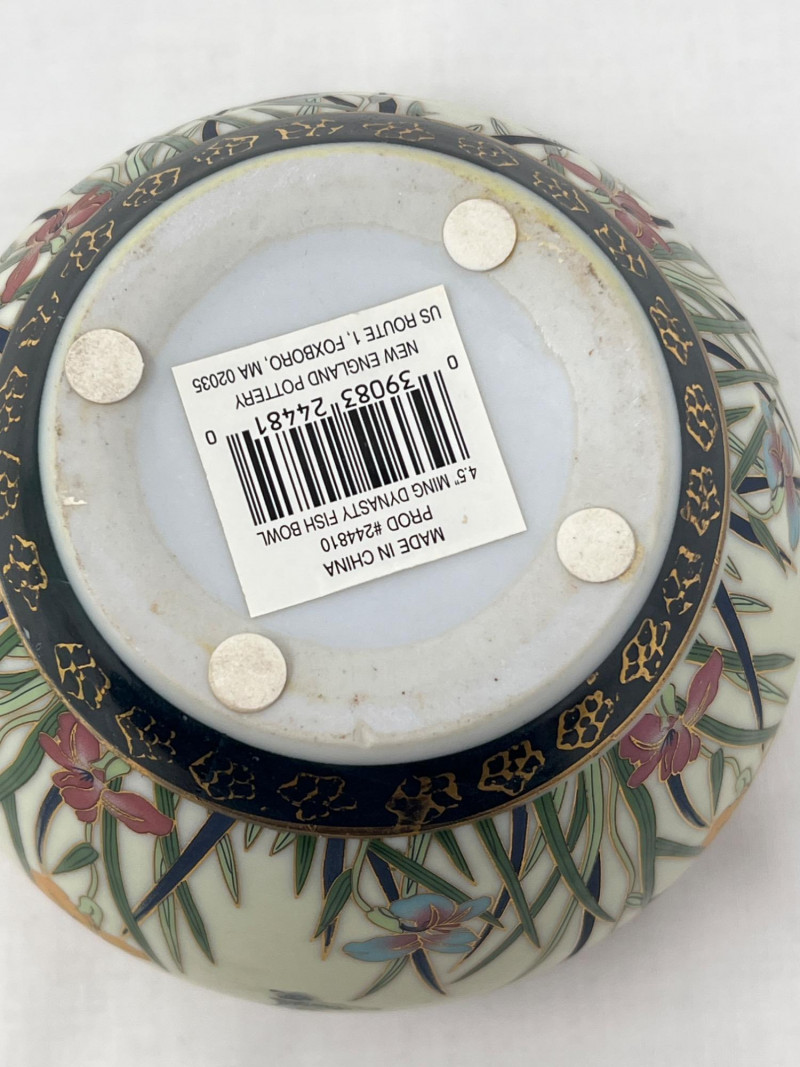 MADE IN CHINA
PROD #244810
4.5" MING DYNASTY FISH BOWL
0 39083 24481 0
NEW ENGLAND POTTERY
US ROUTE 1, FOXBORO, MA 02035